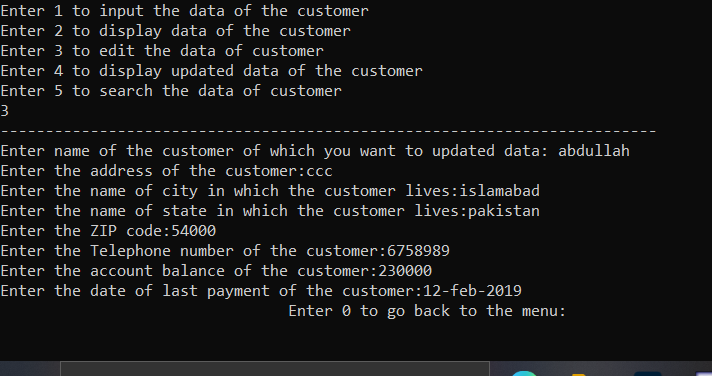 Enter 1 to input the data of the customer
Enter 2 to display data of the customer
Enter 3 to edit the data of customer
Enter 4 to display updated data of the customer
Enter 5 to search the data of customer
3
-------------------------------------------------------------------------
Enter name of the customer of which you want to updated data: abdullah
Enter the address of the customer:ccc
Enter the name of city in which the customer lives:islamabad
Enter the name of state in which the customer lives:pakistan
Enter the ZIP code:54000
Enter the Telephone number of the customer:6758989
Enter the account balance of the customer:230000
Enter the date of last payment of the customer:12-feb-2019
Enter 0 to go back to the menu: